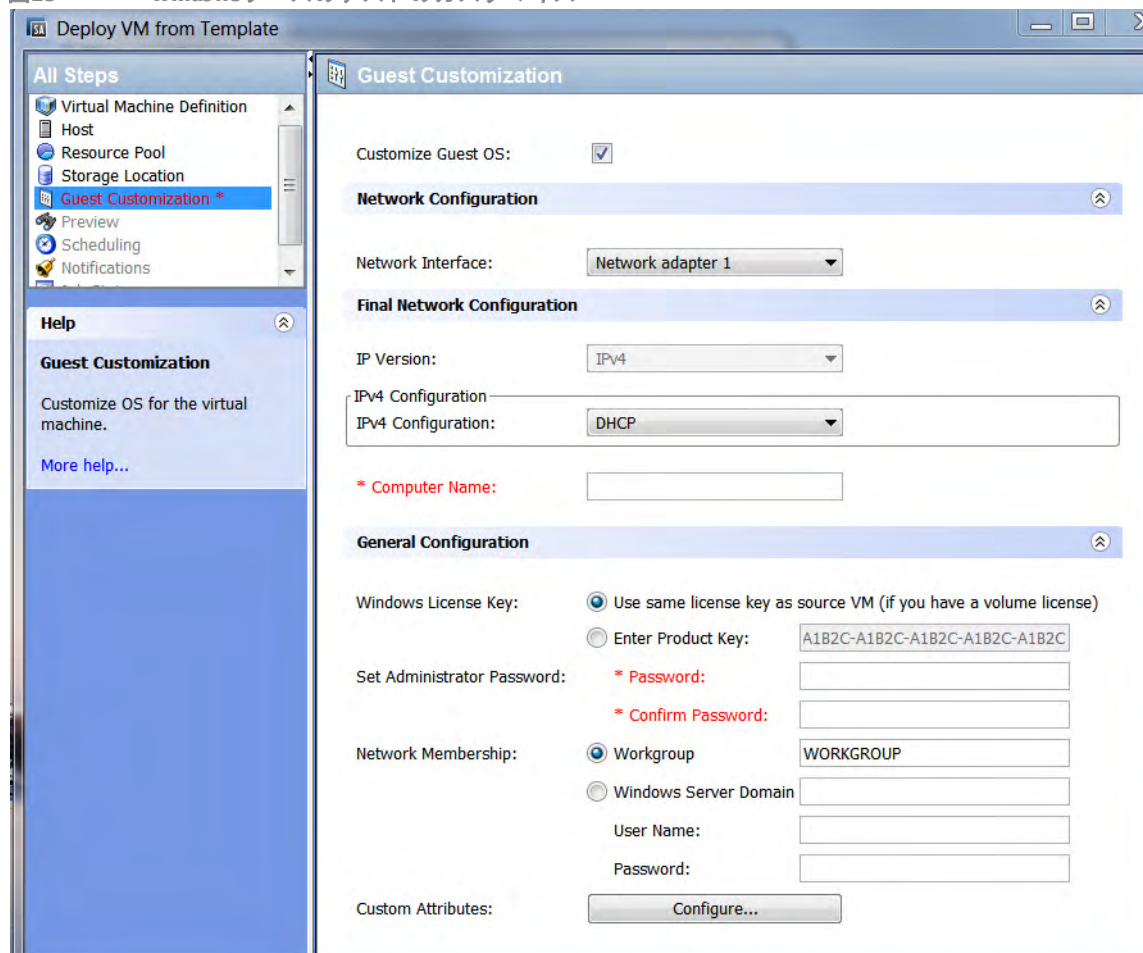 Deploy VM from Template
All Steps
Virtual Machine Definition
Host
Resource Pool
Storage Location
Guest Customization *
Preview
Scheduling
Notifications
Help
Guest Customization
Customize OS for the virtual
machine.
More help...
Guest Customization
Customize Guest OS:
Network Configuration
Network Interface: Network adapter 1
Final Network Configuration
IP Version: IPv4
IPv4 Configuration
IPv4 Configuration: DHCP
* Computer Name:
General Configuration
Windows License Key: Use same license key as source VM (if you have a volume license)
Enter Product Key: A1B2C-A1B2C-A1B2C-A1B2C-A1B2C
Set Administrator Password: * Password:
* Confirm Password:
Network Membership: Workgroup WORKGROUP
Windows Server Domain
User Name:
Password:
Custom Attributes: Configure...